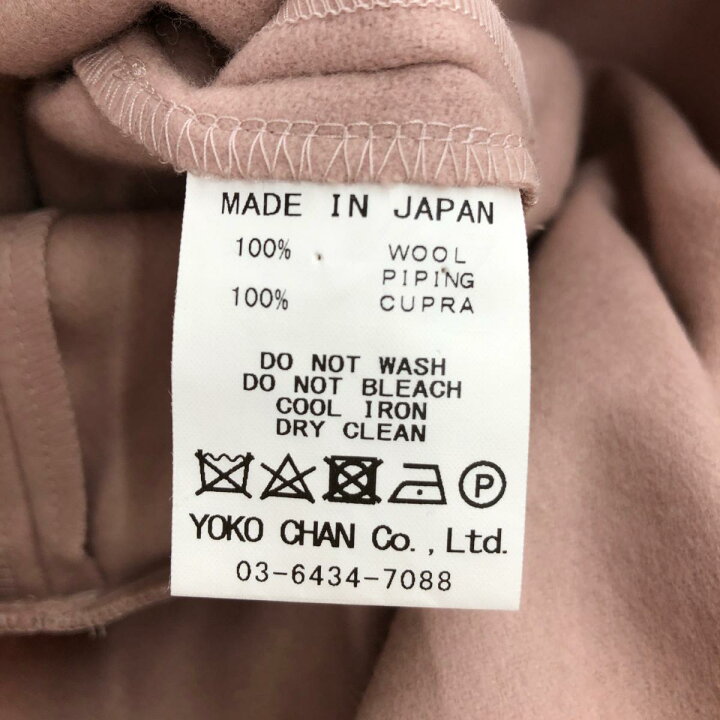 MADE IN JAPAN
100% WOOL
PIPING
100% CUPRA
DO NOT WASH
DO NOT BLEACH
COOL IRON
DRY CLEAN
P
YOKO CHAN Co., Ltd.
03-6434-7088